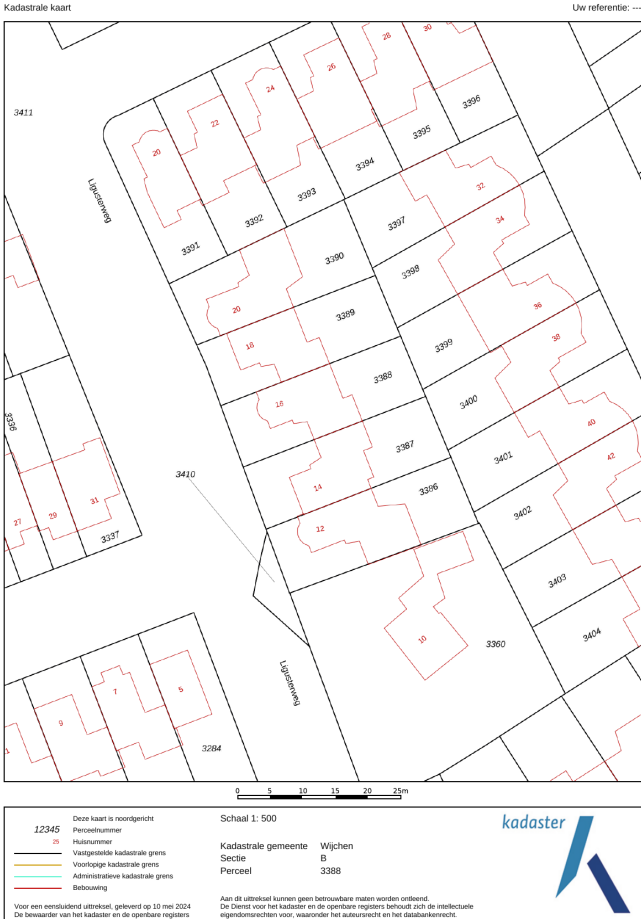 Kadastrale kaart
Uw referentie: ---
28
30
26
24
3396
3411
22
3395
20
3394
32
Ligusterweg
3393
3392
3397
34
3391
3390
3398
20
3389
36
38
18
3399
3388
16
3400
40
3336
3387
3401
42
3410
14
3386
31
3402
27
29
12
3337
3403
10
3360
3404
Ligusterweg
7
5
9
3284
1
0 5 10 15 20 25m
Deze kaart is noordgericht
12345 Perceelnummer
25 Huisnummer
Vastgestelde kadastrale grens
Voorlopige kadastrale grens
Administratieve kadastrale grens
Bebouwing
Voor een eensluidend uittreksel, geleverd op 10 mei 2024
De bewaarder van het kadaster en de openbare registers
Schaal 1: 500
Kadastrale gemeente Wijchen
Sectie B
Perceel 3388
Aan dit uittreksel kunnen geen betrouwbare maten worden ontleend.
De Dienst voor het kadaster en de openbare registers behoudt zich de intellectuele
eigendomsrechten voor, waaronder het auteursrecht en het databankenrecht.
kadaster